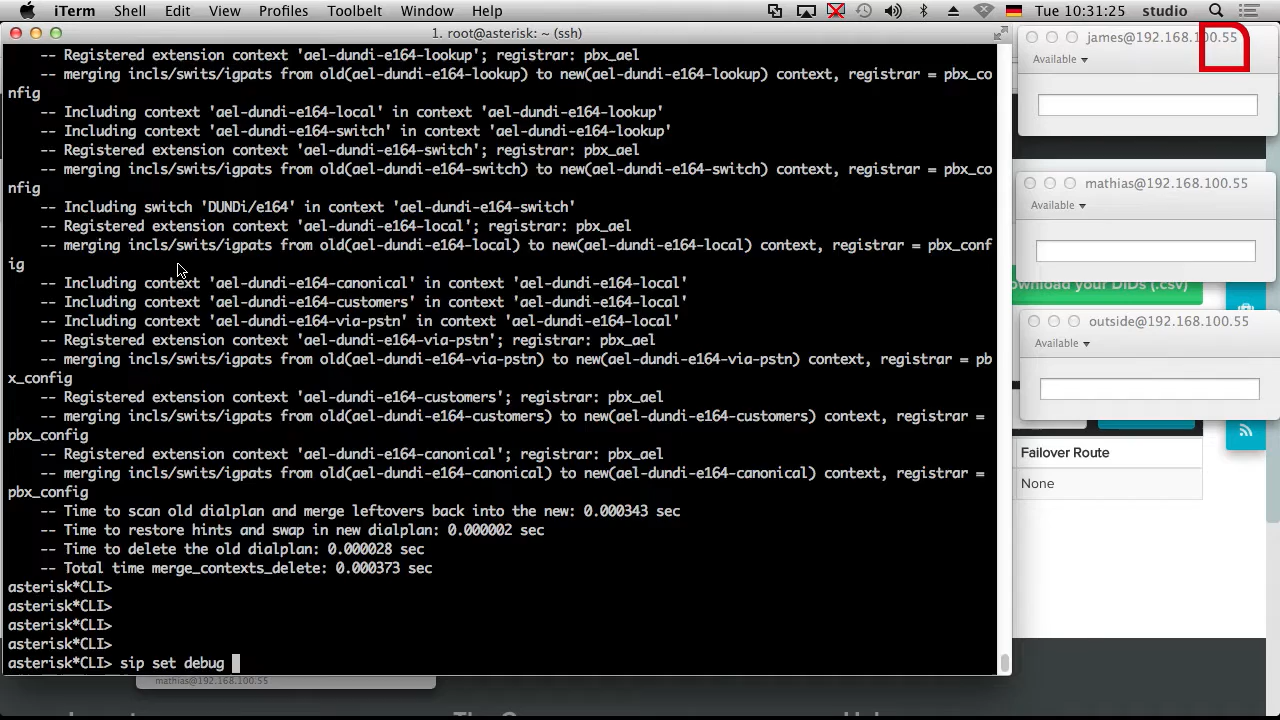 iTerm Shell Edit View Profiles Toolbelt Window Help Tue 10:31:25 studio
1. root@asterisk: ~ (ssh)
-- Registered extension context 'ael-dundi-e164-lookup'; registrar: pbx_ael
-- merging incls/swits/igpats from old(ael-dundi-e164-lookup) to new(ael-dundi-e164-lookup) context, registrar = pbx_co
nfig
-- Including context 'ael-dundi-e164-local' in context 'ael-dundi-e164-lookup'
-- Including context 'ael-dundi-e164-switch' in context 'ael-dundi-e164-lookup'
-- Registered extension context 'ael-dundi-e164-switch'; registrar: pbx_ael
-- merging incls/swits/igpats from old(ael-dundi-e164-switch) to new(ael-dundi-e164-switch) context, registrar = pbx_co
nfig
-- Including switch 'DUNDi/e164' in context 'ael-dundi-e164-switch'
-- Registered extension context 'ael-dundi-e164-local'; registrar: pbx_ael
-- merging incls/swits/igpats from old(ael-dundi-e164-local) to new(ael-dundi-e164-local) context, registrar = pbx_conf
ig
-- Including context 'ael-dundi-e164-canonical' in context 'ael-dundi-e164-local'
-- Including context 'ael-dundi-e164-customers' in context 'ael-dundi-e164-local'
-- Including context 'ael-dundi-e164-via-pstn' in context 'ael-dundi-e164-local'
-- Registered extension context 'ael-dundi-e164-via-pstn'; registrar: pbx_ael
-- merging incls/swits/igpats from old(ael-dundi-e164-via-pstn) to new(ael-dundi-e164-via-pstn) context, registrar = pb
x_config
-- Registered extension context 'ael-dundi-e164-customers'; registrar: pbx_ael
-- merging incls/swits/igpats from old(ael-dundi-e164-customers) to new(ael-dundi-e164-customers) context, registrar =
pbx_config
-- Registered extension context 'ael-dundi-e164-canonical'; registrar: pbx_ael
-- merging incls/swits/igpats from old(ael-dundi-e164-canonical) to new(ael-dundi-e164-canonical) context, registrar =
pbx_config
-- Time to scan old dialplan and merge leftovers back into the new: 0.000343 sec
-- Time to restore hints and swap in new dialplan: 0.000002 sec
-- Time to delete the old dialplan: 0.000028 sec
-- Total time merge_contexts_delete: 0.000373 sec
asterisk*CLI>
asterisk*CLI>
asterisk*CLI>
asterisk*CLI>
asterisk*CLI> sip set debug
mathias@192.168.100.55
james@192.168.100.55
Available
mathias@192.168.100.55
Available
ownload your DIDs (.csv)
outside@192.168.100.55
Available
Failover Route
None